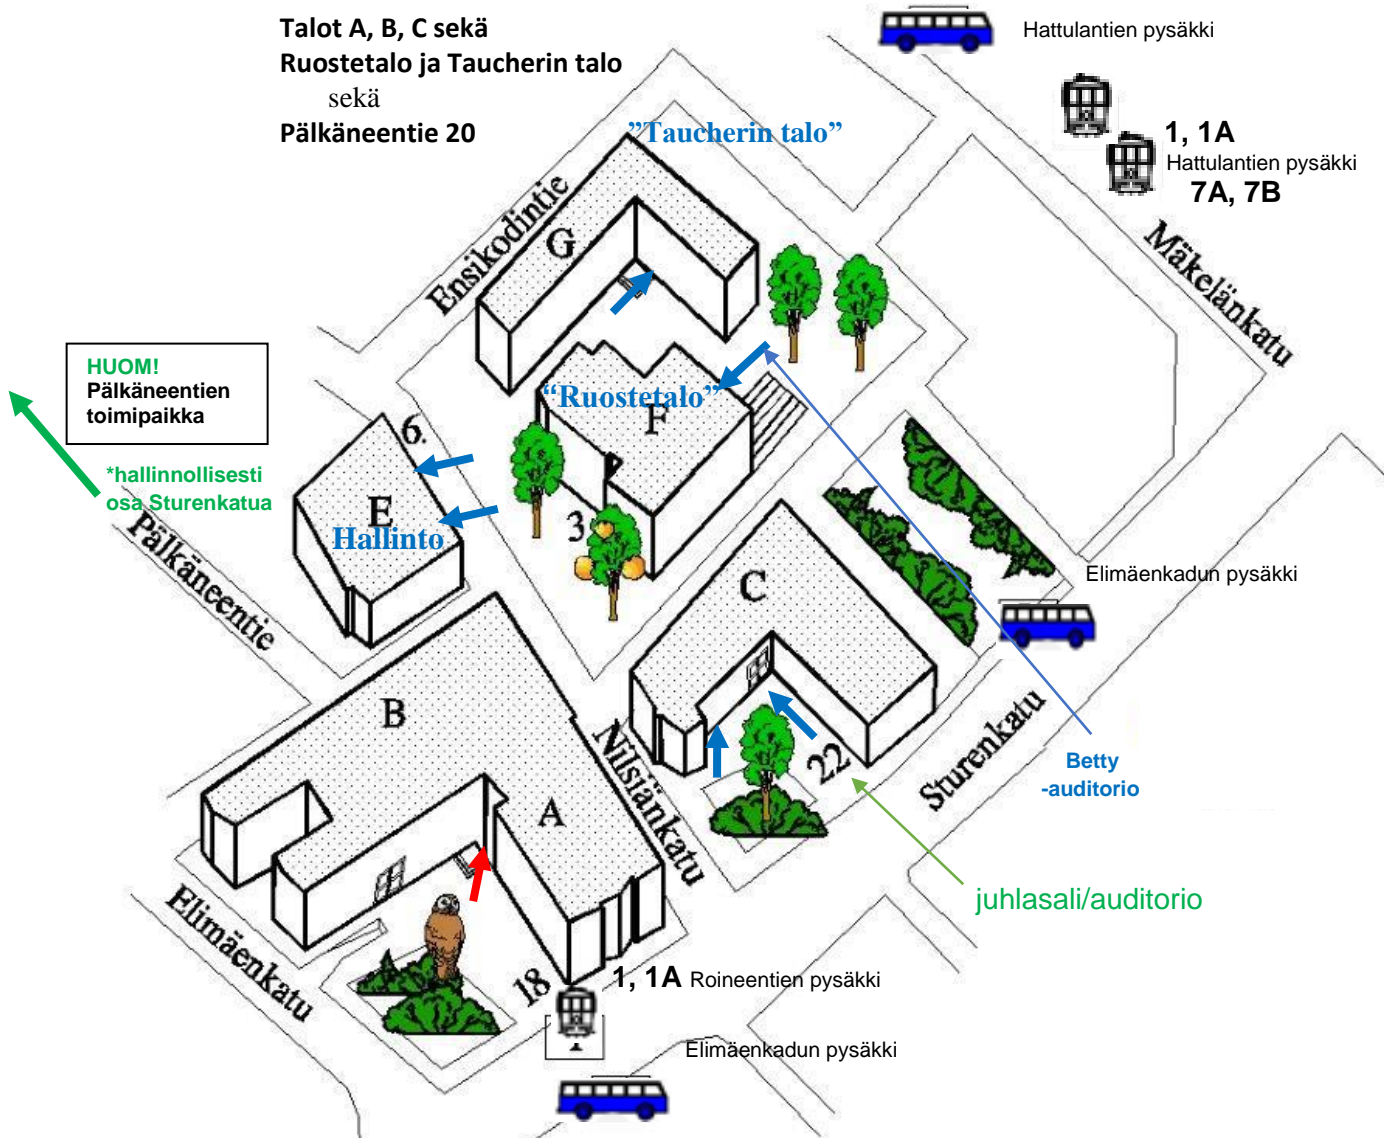 Talot A, B, C sekä
Ruostetalo ja Taucherin talo
sekä
Pälkäneentie 20
Hattulantien pysäkki
1, 1A
Hattulantien pysäkki
7A, 7B
”Taucherin talo”
Ensikodintie
G
Mäkelänkatu
HUOM!
Pälkäneentien
toimipaikka
*hallinnollisesti
osa Sturenkatua
“Ruostetalo”
F
6.
E
Hallinto
3
Pälkäneentie
C
Elimäenkadun pysäkki
B
A
Nilsiänkatu
22
Sturenkatu
Betty
-auditorio
juhlasali/auditorio
Elimäenkatu
18
1, 1A Roineentien pysäkki
Elimäenkadun pysäkki